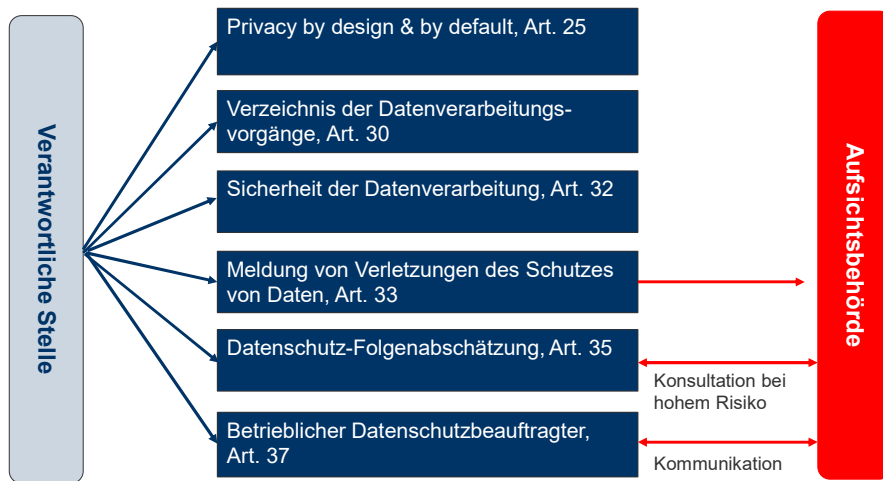 Verantwortliche Stelle
Privacy by design & by default, Art. 25
Verzeichnis der Datenverarbeitungs-
vorgänge, Art. 30
Sicherheit der Datenverarbeitung, Art. 32
Meldung von Verletzungen des Schutzes
von Daten, Art. 33
Datenschutz-Folgenabschätzung, Art. 35
Konsultation bei
hohem Risiko
Betrieblicher Datenschutzbeauftragter,
Art. 37
Kommunikation
Aufsichtsbehörde